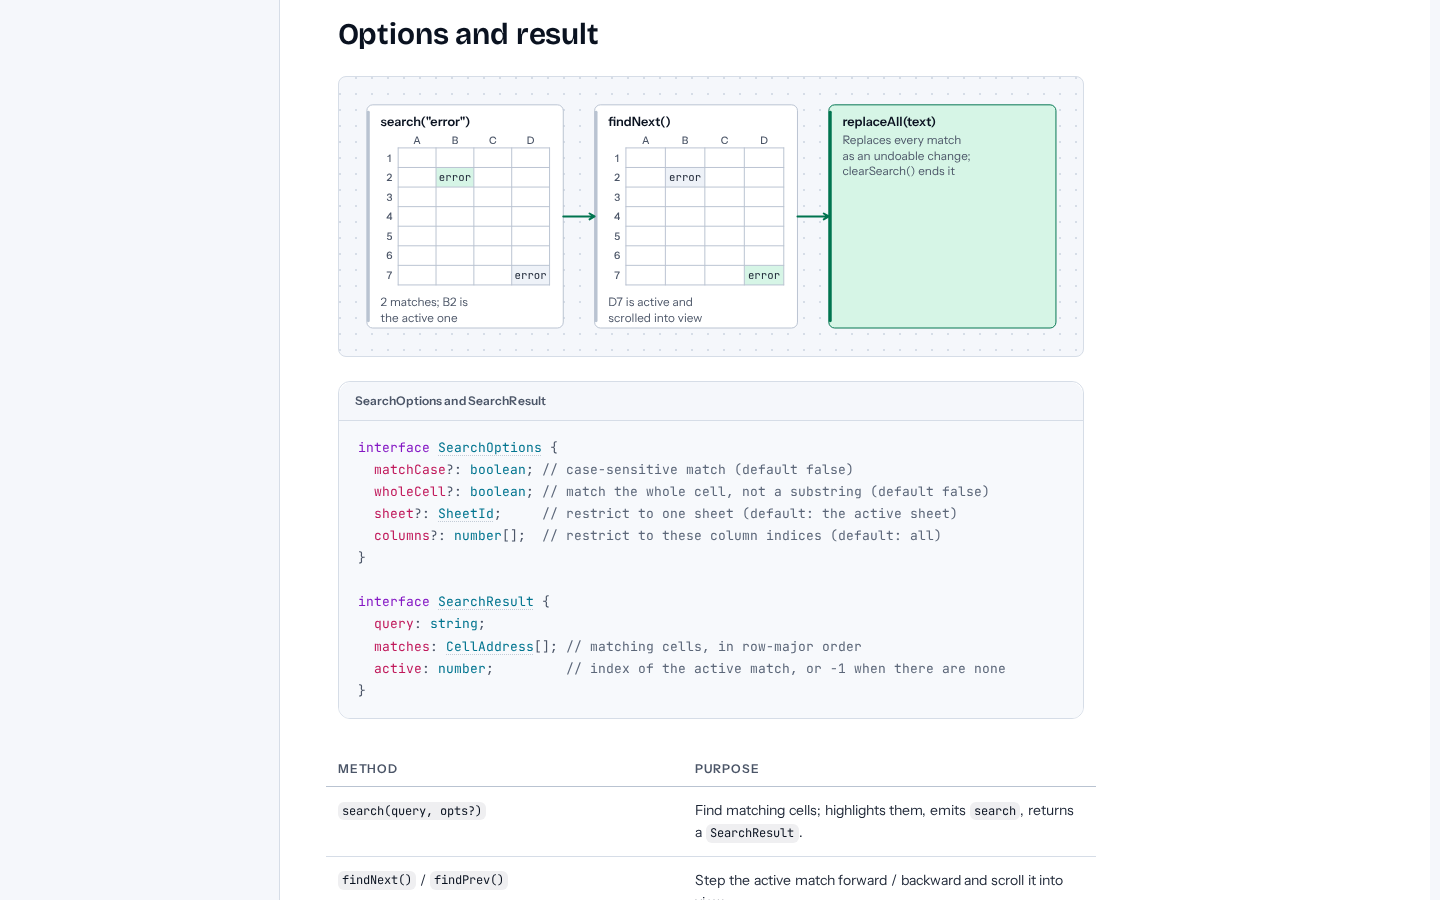 Options and result
search("error")
A B C D
1
2 error
3
4
5
6
7 error
2 matches; B2 is
the active one
findNext()
A B C D
1
2 error
3
4
5
6
7 error
D7 is active and
scrolled into view
replaceAll(text)
Replaces every match
as an undoable change;
clearSearch() ends it
SearchOptions and SearchResult
interface SearchOptions {
  matchCase?: boolean; // case-sensitive match (default false)
  wholeCell?: boolean; // match the whole cell, not a substring (default false)
  sheet?: SheetId;     // restrict to one sheet (default: the active sheet)
  columns?: number[];  // restrict to these column indices (default: all)
}
interface SearchResult {
  query: string;
  matches: CellAddress[]; // matching cells, in row-major order
  active: number;         // index of the active match, or -1 when there are none
}
METHOD PURPOSE
search(query, opts?) Find matching cells; highlights them, emits search, returns
a SearchResult.
findNext() / findPrev() Step the active match forward / backward and scroll it into